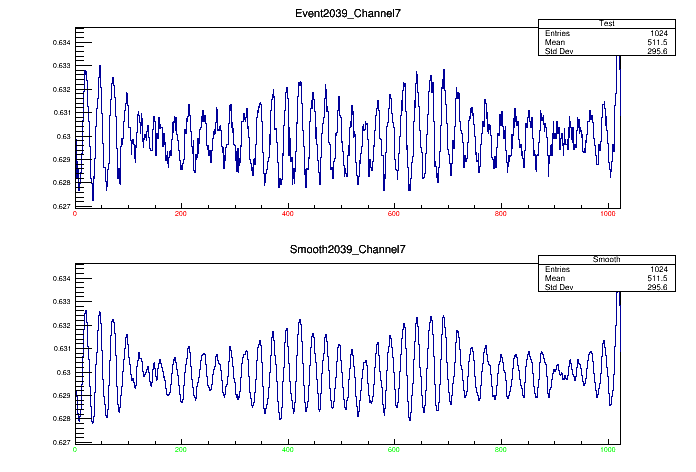 Event2039_Channel7
Test
Entries 1024
Mean 511.5
Std Dev 295.6
0.634
0.633
0.632
0.631
0.63
0.629
0.628
0.627
0 200 400 600 800 1000
Smooth2039_Channel7
Smooth
Entries 1024
Mean 511.5
Std Dev 295.6
0.634
0.633
0.632
0.631
0.63
0.629
0.628
0.627
0 200 400 600 800 1000